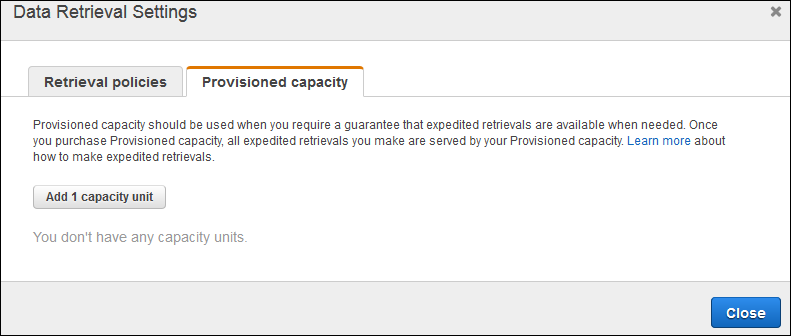 Data Retrieval Settings
Retrieval policies
Provisioned capacity
Provisioned capacity should be used when you require a guarantee that expedited retrievals are available when needed. Once
you purchase Provisioned capacity, all expedited retrievals you make are served by your Provisioned capacity. Learn more about
how to make expedited retrievals.
Add 1 capacity unit
You don't have any capacity units.
Close